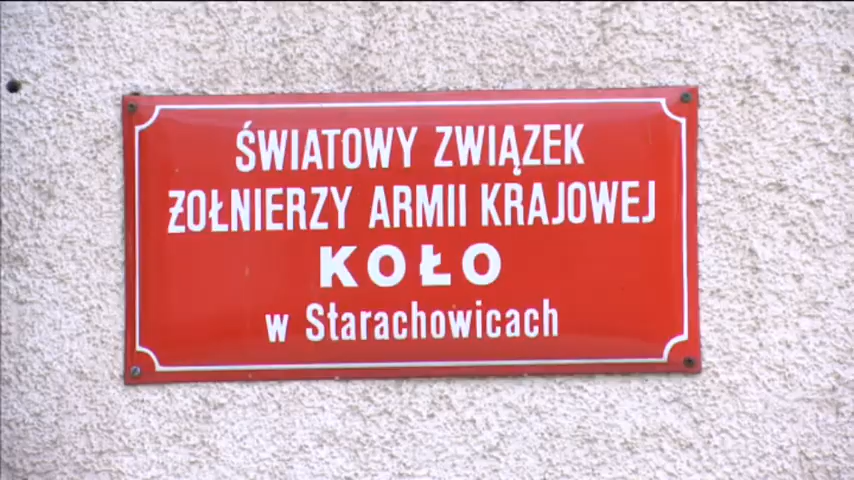 ŚWIATOWY ZWIĄZEK
ŻOŁNIERZY ARMII KRAJOWEJ
KOŁO
w Starachowicach